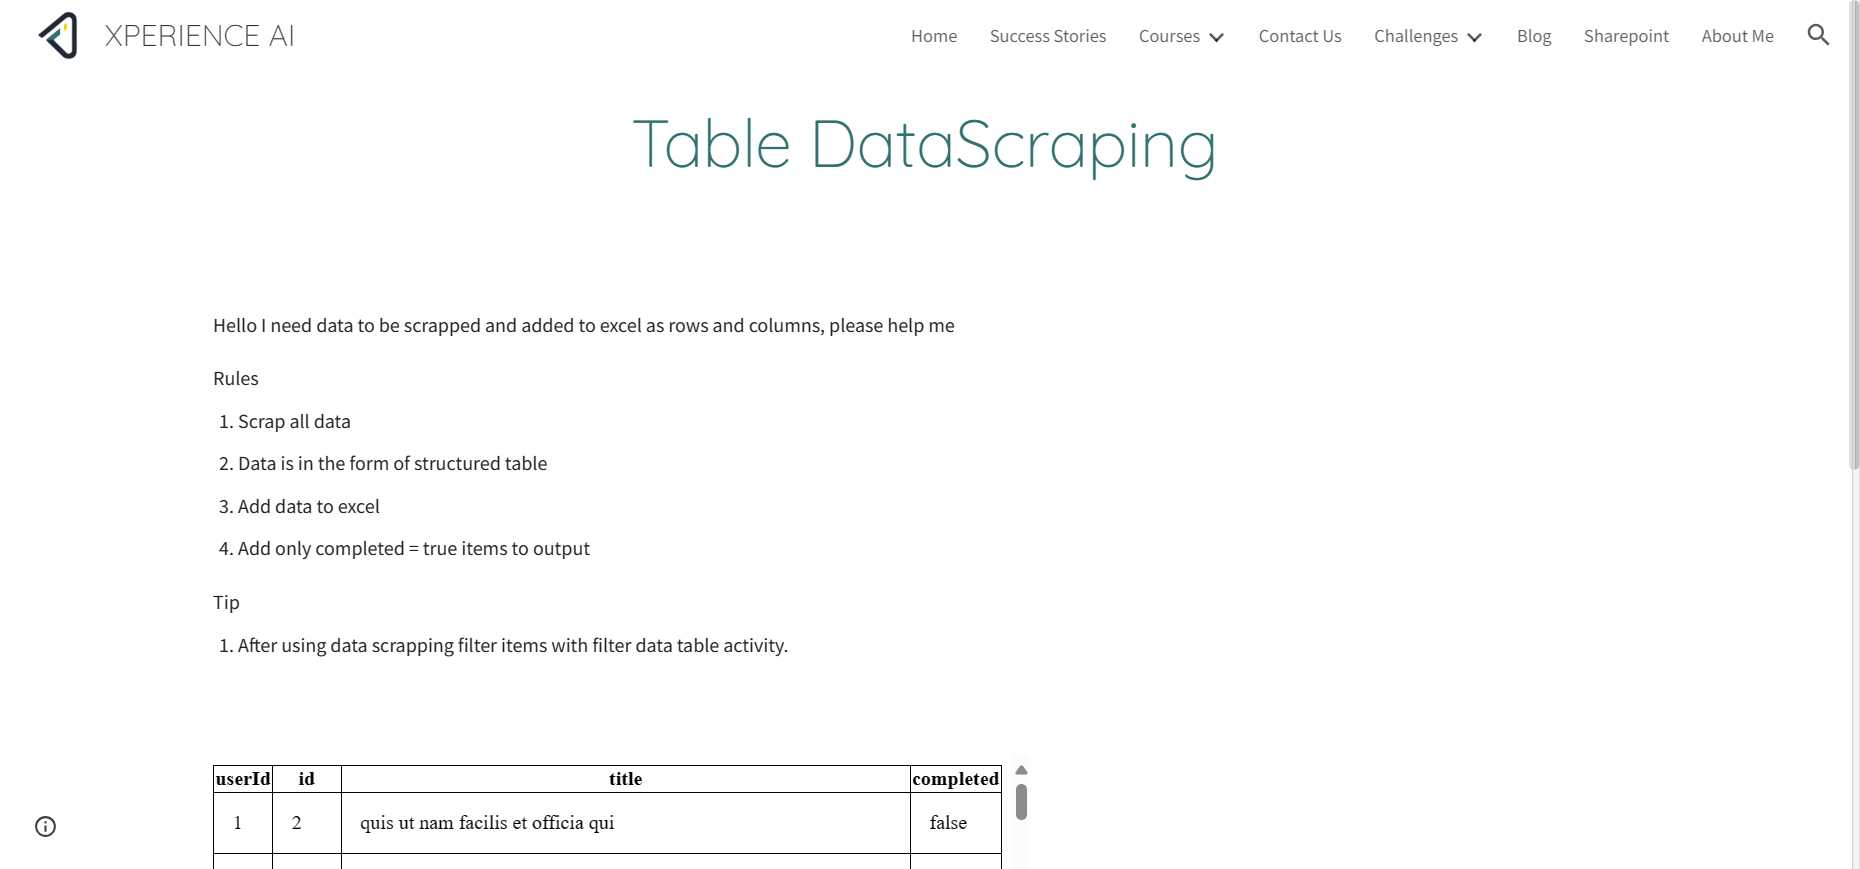 XPERIENCE AI
Home Success Stories Courses Contact Us Challenges Blog Sharepoint About Me
Table DataScraping
Hello I need data to be scrapped and added to excel as rows and columns, please help me
Rules
1. Scrap all data
2. Data is in the form of structured table
3. Add data to excel
4. Add only completed = true items to output
Tip
1. After using data scrapping filter items with filter data table activity.
userId id title completed
1 2 quis ut nam facilis et officia qui false